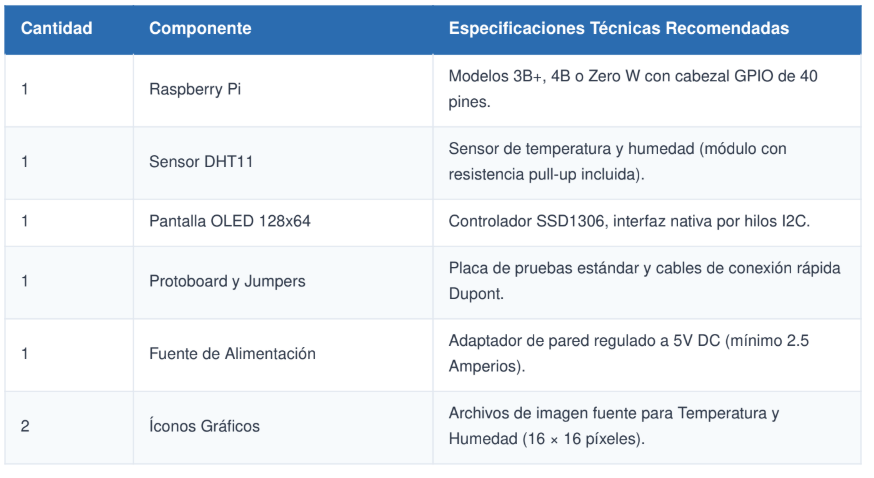 Cantidad Componente Especificaciones Técnicas Recomendadas
1 Raspberry Pi Modelos 3B+, 4B o Zero W con cabezal GPIO de 40
pines.
1 Sensor DHT11 Sensor de temperatura y humedad (módulo con
resistencia pull-up incluida).
1 Pantalla OLED 128x64 Controlador SSD1306, interfaz nativa por hilos I2C.
1 Protoboard y Jumpers Placa de pruebas estándar y cables de conexión rápida
Dupont.
1 Fuente de Alimentación Adaptador de pared regulado a 5V DC (mínimo 2.5
Amperios).
2 Íconos Gráficos Archivos de imagen fuente para Temperatura y
Humedad (16 × 16 píxeles).